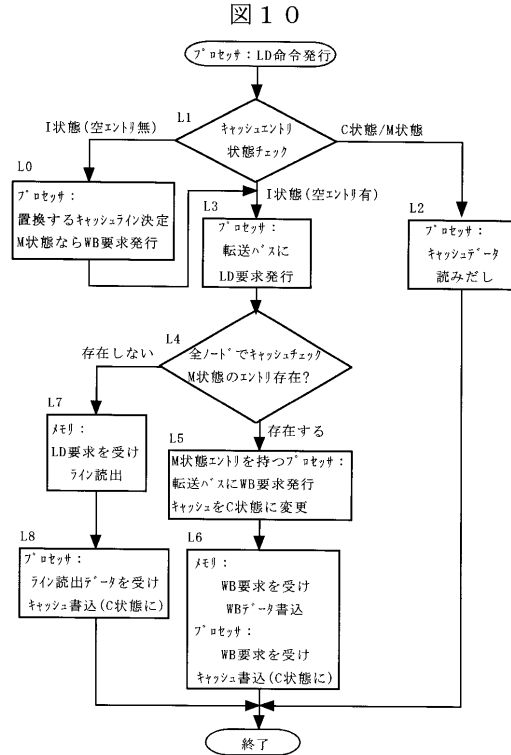 図１０
ﾌﾟﾛｾｯｻ：LD命令発行
L1
I状態(空ｴﾝﾄﾘ無)
ｷｬｯｼｭｴﾝﾄﾘ
状態ﾁｪｯｸ
C状態/M状態
L0
ﾌﾟﾛｾｯｻ：
置換するｷｬｯｼｭﾗｲﾝ決定
M状態ならWB要求発行
I状態(空ｴﾝﾄﾘ有)
L3
ﾌﾟﾛｾｯｻ：
転送ﾊﾞｽに
LD要求発行
L2
ﾌﾟﾛｾｯｻ：
ｷｬｯｼｭﾃﾞｰﾀ
読みだし
L4
存在しない
全ﾉｰﾄﾞでｷｬｯｼｭﾁｪｯｸ
M状態のｴﾝﾄﾘ存在?
存在する
L7
ﾒﾓﾘ：
LD要求を受け
ﾗｲﾝ読出
L5
M状態ｴﾝﾄﾘを持つﾌﾟﾛｾｯｻ：
転送ﾊﾞｽにWB要求発行
ｷｬｯｼｭをC状態に変更
L8
ﾌﾟﾛｾｯｻ：
ﾗｲﾝ読出ﾃﾞｰﾀを受け
ｷｬｯｼｭ書込(C状態に)
L6
ﾒﾓﾘ：
WB要求を受け
WBﾃﾞｰﾀ書込
ﾌﾟﾛｾｯｻ：
WB要求を受け
ｷｬｯｼｭ書込(C状態に)
終了